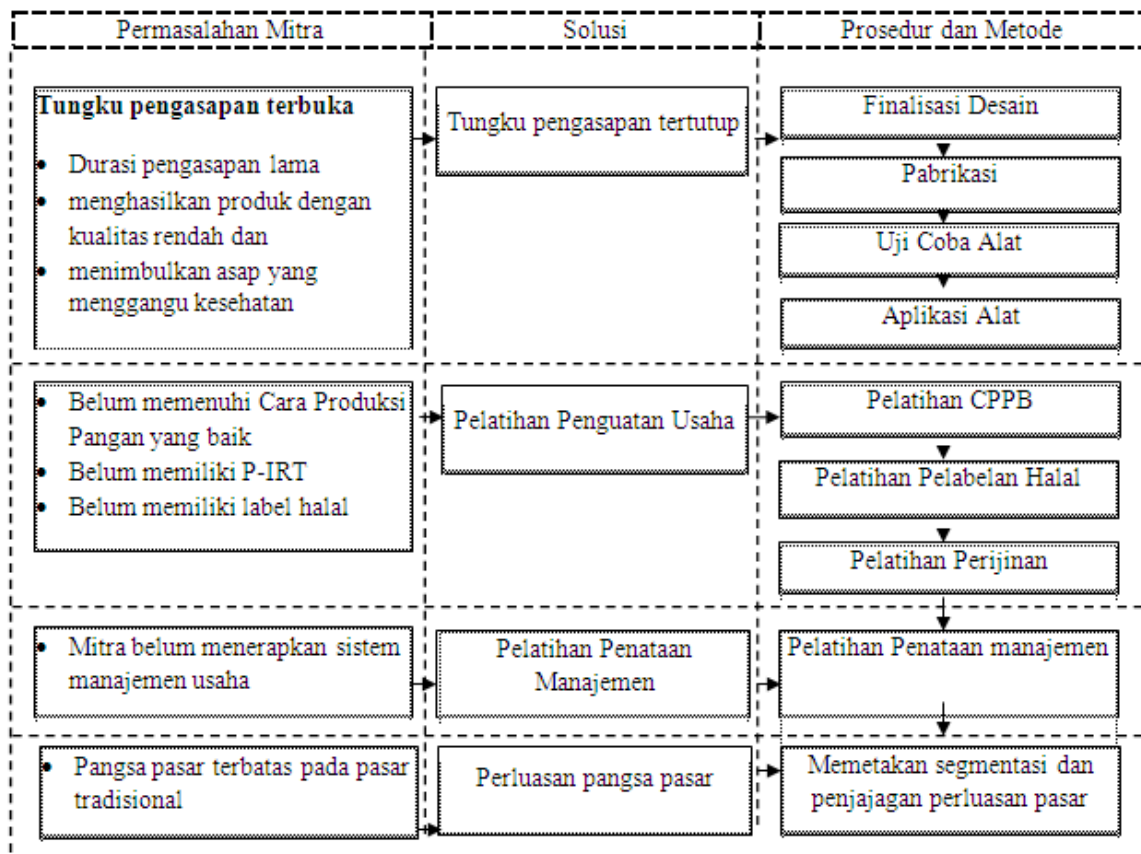 Permasalahan Mitra
Solusi
Prosedur dan Metode
Tungku pengasapan terbuka
• Durasi pengasapan lama
• menghasilkan produk dengan
kualitas rendah dan
• menimbulkan asap yang
menggangu kesehatan
Tungku pengasapan tertutup
Finalisasi Desain
Pabrikasi
Uji Coba Alat
Aplikasi Alat
• Belum memenuhi Cara Produksi
Pangan yang baik
• Belum memiliki P-IRT
• Belum memiliki label halal
Pelatihan Penguatan Usaha
Pelatihan CPPB
Pelatihan Pelabelan Halal
Pelatihan Perijinan
• Mitra belum menerapkan sistem
manajemen usaha
Pelatihan Penataan
Manajemen
Pelatihan Penataan manajemen
• Pangsa pasar terbatas pada pasar
tradisional
Perluasan pangsa pasar
Memetakan segmentasi dan
penjajagan perluasan pasar